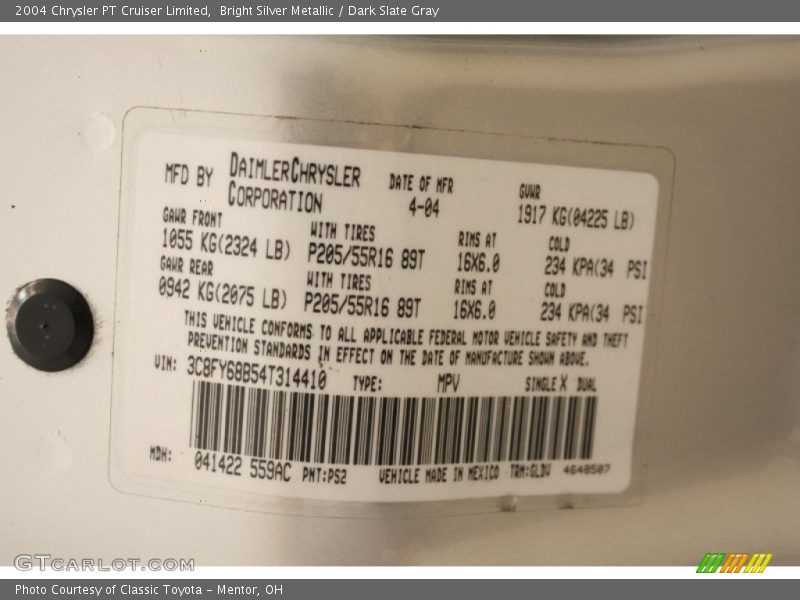 2004 Chrysler PT Cruiser Limited,  Bright Silver Metallic / Dark Slate Gray
MFD BY DAIMLERCHRYSLER CORPORATION DATE OF MFR 4-04 GVWR 1917 KG(04225 LB)
GAWR FRONT WITH TIRES RIMS AT COLD
1055 KG(2324 LB) P205/55R16 89T 16X6.0 234 KPA(34 PSI
GAWR REAR WITH TIRES RIMS AT COLD
0942 KG(2075 LB) P205/55R16 89T 16X6.0 234 KPA(34 PSI
THIS VEHICLE CONFORMS TO ALL APPLICABLE FEDERAL MOTOR VEHICLE SAFETY AND THEFT
PREVENTION STANDARDS IN EFFECT ON THE DATE OF MANUFACTURE SHOWN ABOVE.
VIN: 3C8FY68B54T314410 TYPE: MPV SINGLE X DUAL
MDH: 041422 559AC PNT:PS2 VEHICLE MADE IN MEXICO TRM:GLDV 4648507
GTCARLOT.COM
Photo Courtesy of Classic Toyota - Mentor, OH